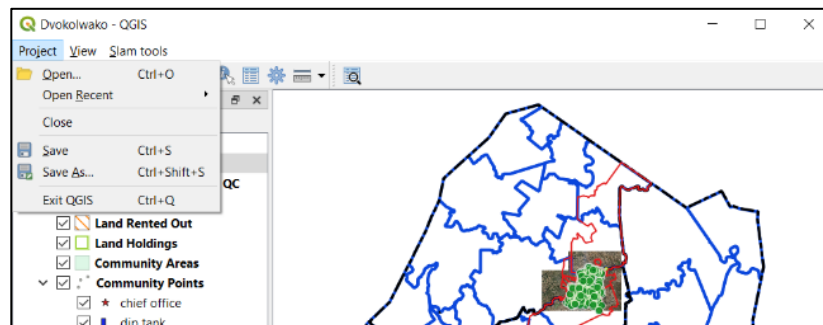 Dvokolwako - QGIS
Project View Slam tools
Open... Ctrl+O
Open Recent
Close
Save Ctrl+S
Save As... Ctrl+Shift+S
QC
Exit QGIS Ctrl+Q
Land Rented Out
Land Holdings
Community Areas
Community Points
chief office
dip tank